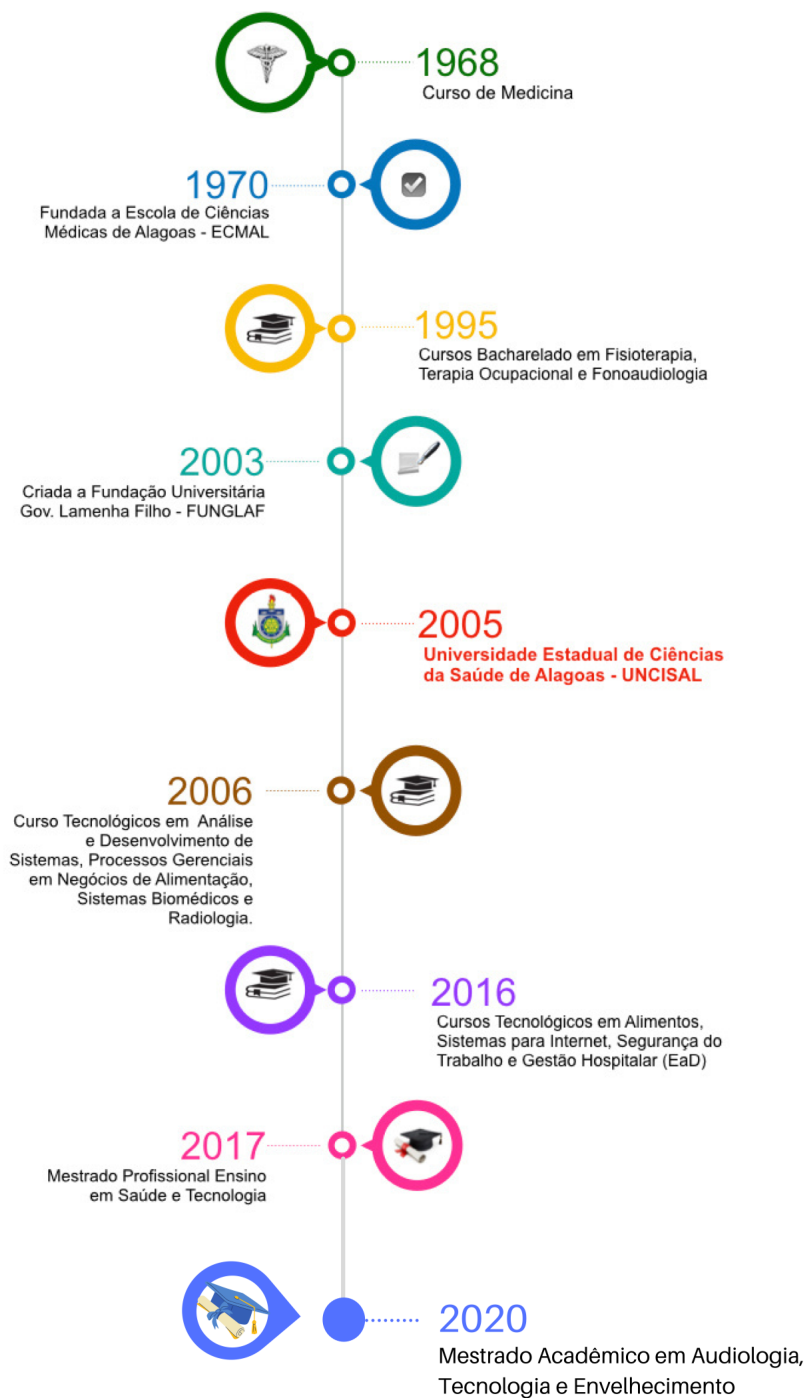 1968
Curso de Medicina
1970
Fundada a Escola de Ciências
Médicas de Alagoas - ECMAL
1995
Cursos Bacharelado em Fisioterapia,
Terapia Ocupacional e Fonoaudiologia
2003
Criada a Fundação Universitária
Gov. Lamenha Filho - FUNGLAF
2005
Universidade Estadual de Ciências
da Saúde de Alagoas - UNCISAL
2006
Curso Tecnológicos em Análise
e Desenvolvimento de
Sistemas, Processos Gerenciais
em Negócios de Alimentação,
Sistemas Biomédicos e
Radiologia.
2016
Cursos Tecnológicos em Alimentos,
Sistemas para Internet, Segurança do
Trabalho e Gestão Hospitalar (EaD)
2017
Mestrado Profissional Ensino
em Saúde e Tecnologia
2020
Mestrado Acadêmico em Audiologia,
Tecnologia e Envelhecimento